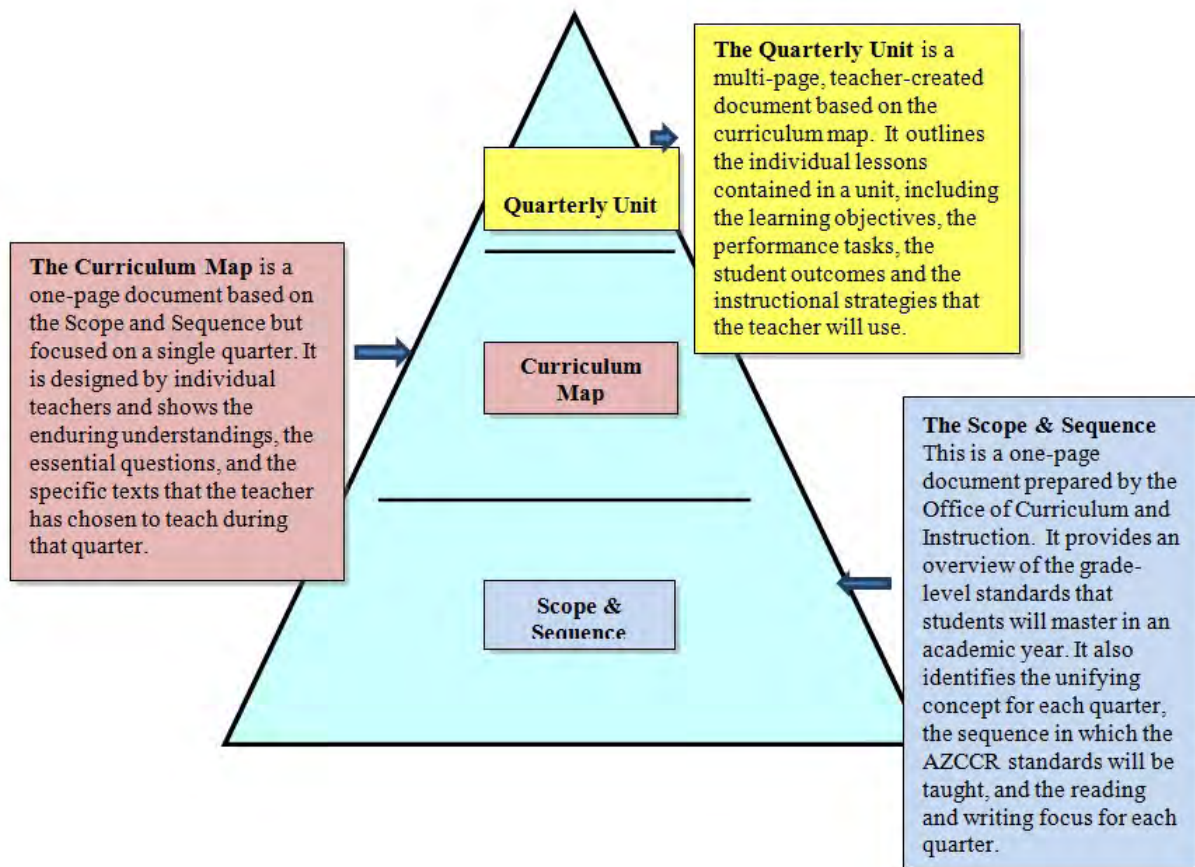 The Quarterly Unit is a
multi-page, teacher-created
document based on the
curriculum map.  It outlines
the individual lessons
contained in a unit, including
the learning objectives, the
performance tasks, the
student outcomes and the
instructional strategies that
the teacher will use.
Quarterly Unit
The Curriculum Map is a
one-page document based on
the Scope and Sequence but
focused on a single quarter. It
is designed by individual
teachers and shows the
enduring understandings, the
essential questions, and the
specific texts that the teacher
has chosen to teach during
that quarter.
Curriculum
Map
The Scope & Sequence
This is a one-page
document prepared by the
Office of Curriculum and
Instruction.  It provides an
overview of the grade-
level standards that
students will master in an
academic year. It also
identifies the unifying
concept for each quarter,
the sequence in which the
AZCCR standards will be
taught, and the reading
and writing focus for each
quarter.
Scope &
Sequence